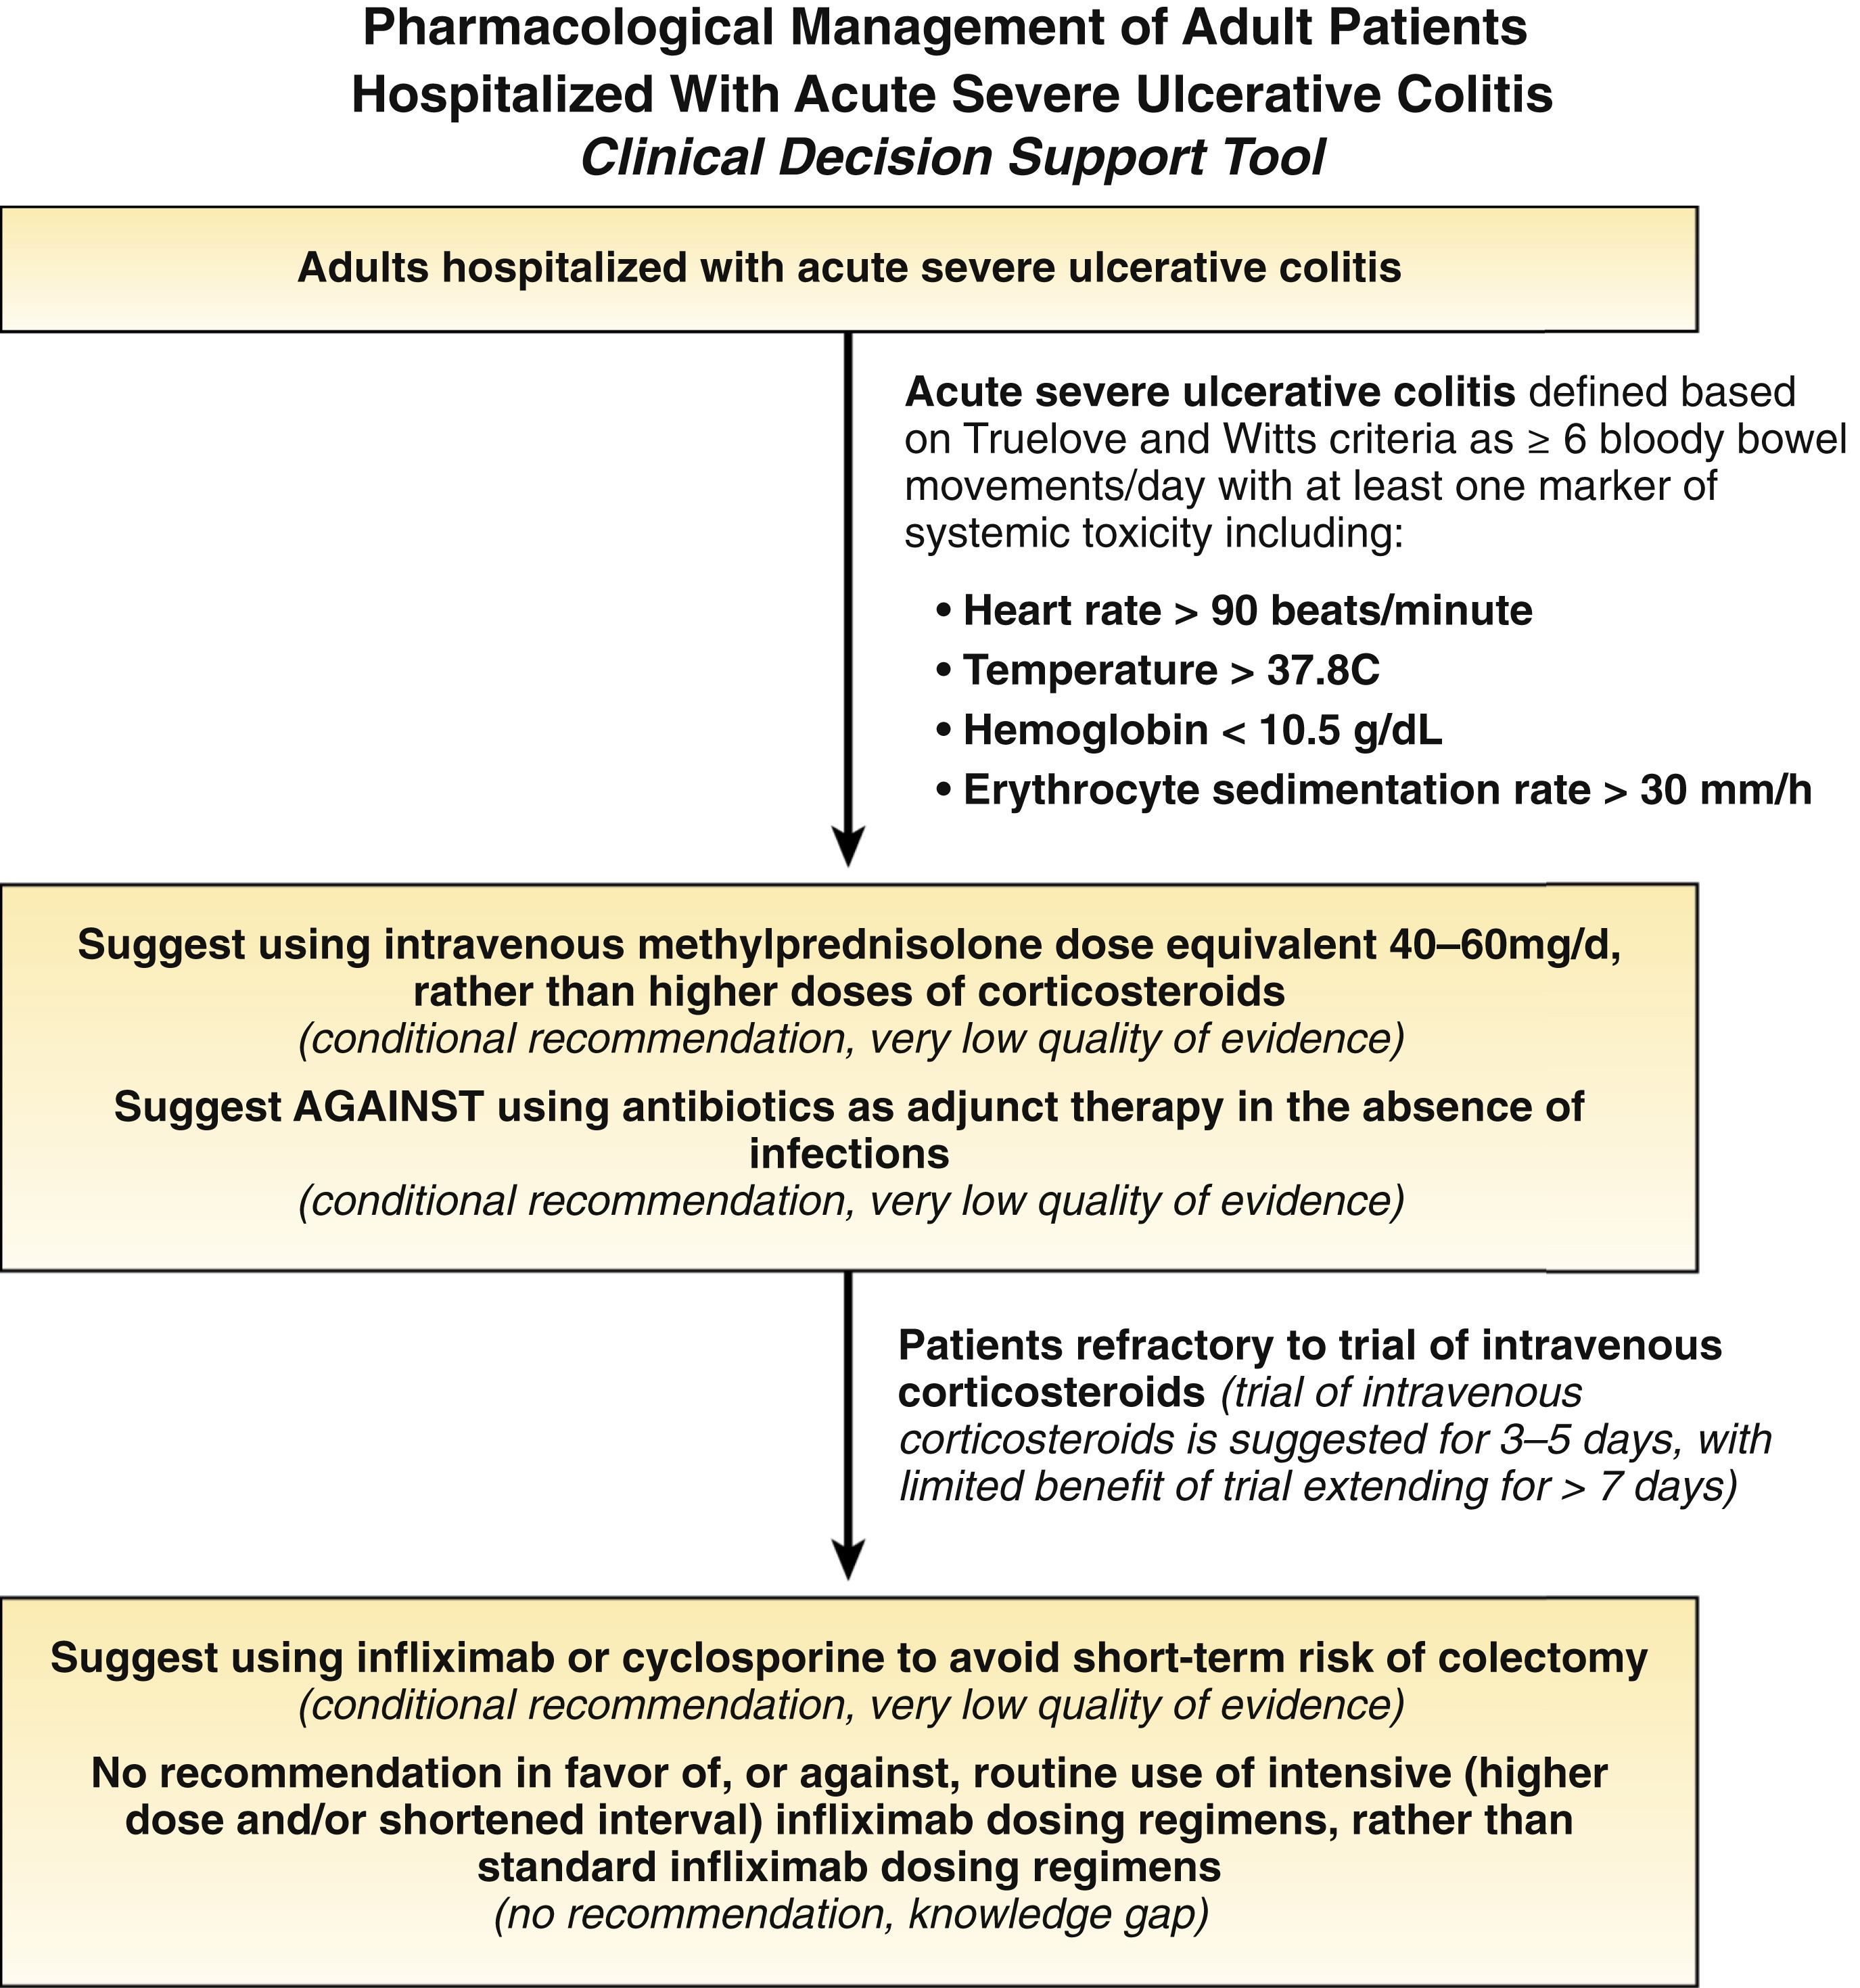 Pharmacological Management of Adult Patients
Hospitalized With Acute Severe Ulcerative Colitis
Clinical Decision Support Tool
Adults hospitalized with acute severe ulcerative colitis
Acute severe ulcerative colitis defined based
on Truelove and Witts criteria as ≥ 6 bloody bowel
movements/day with at least one marker of
systemic toxicity including:
• Heart rate > 90 beats/minute
• Temperature > 37.8C
• Hemoglobin < 10.5 g/dL
• Erythrocyte sedimentation rate > 30 mm/h
Suggest using intravenous methylprednisolone dose equivalent 40–60mg/d,
rather than higher doses of corticosteroids
(conditional recommendation, very low quality of evidence)
Suggest AGAINST using antibiotics as adjunct therapy in the absence of
infections
(conditional recommendation, very low quality of evidence)
Patients refractory to trial of intravenous
corticosteroids (trial of intravenous
corticosteroids is suggested for 3–5 days, with
limited benefit of trial extending for > 7 days)
Suggest using infliximab or cyclosporine to avoid short-term risk of colectomy
(conditional recommendation, very low quality of evidence)
No recommendation in favor of, or against, routine use of intensive (higher
dose and/or shortened interval) infliximab dosing regimens, rather than
standard infliximab dosing regimens
(no recommendation, knowledge gap)